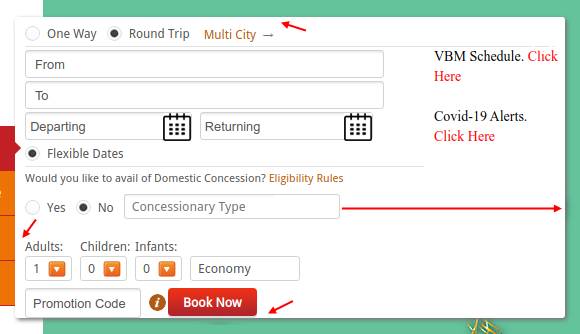 One Way Round Trip Multi City →
From
To
Departing Returning
Flexible Dates
Would you like to avail of Domestic Concession? Eligibility Rules
Yes No Concessionary Type
Adults: Children: Infants:
1 0 0 Economy
Promotion Code i Book Now
VBM Schedule. Click
Here
Covid-19 Alerts.
Click Here